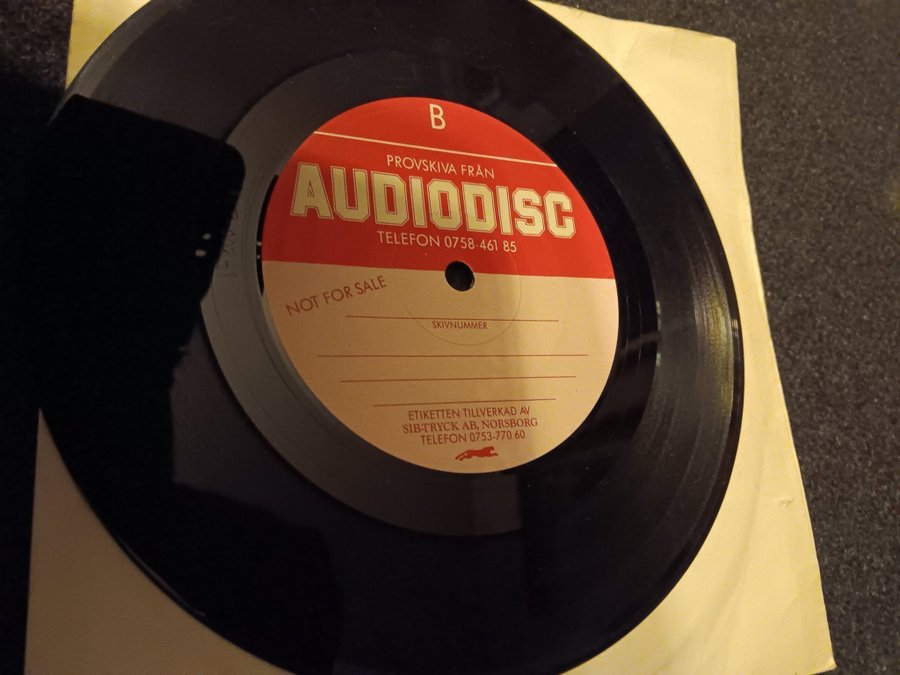 B
PROVSKIVA FRÅN
AUDIODISC
TELEFON 0758-461 85
NOT FOR SALE
SKIVNUMMER
ETIKETTEN TILLVERKAD AV
SIB-TRYCK AB, NORSBORG
TELEFON 0753-770 60